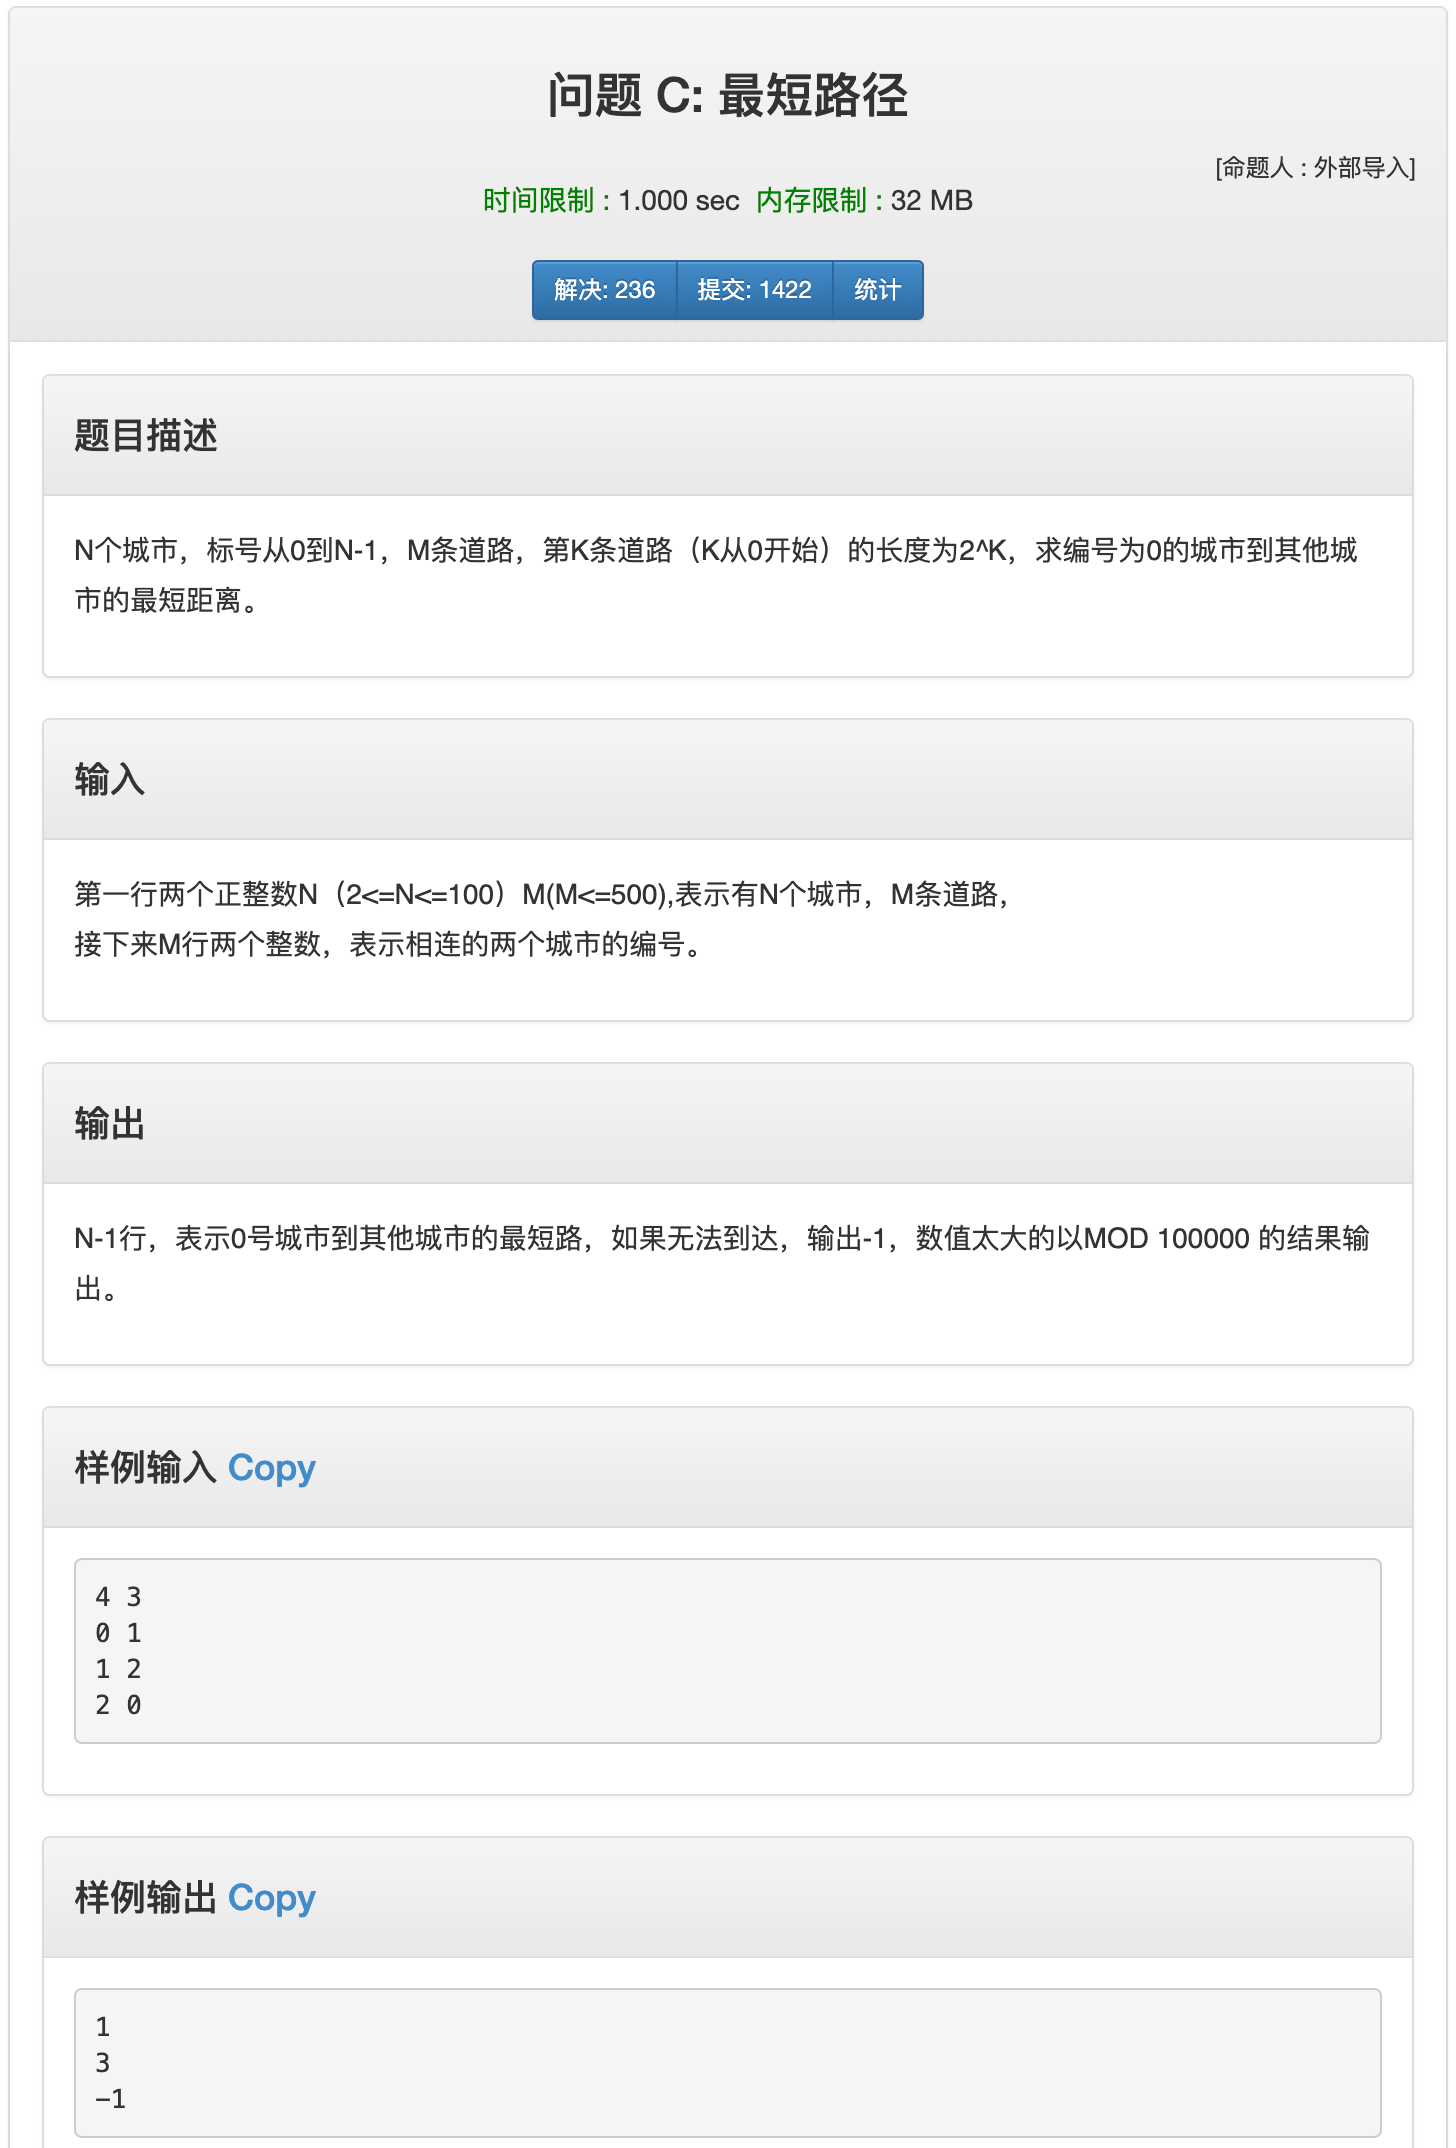 问题 C: 最短路径
[命题人 : 外部导入]
时间限制 : 1.000 sec  内存限制 : 32 MB
解决: 236 提交: 1422 统计
题目描述
N个城市，标号从0到N-1，M条道路，第K条道路（K从0开始）的长度为2^K，求编号为0的城市到其他城
市的最短距离。
输入
第一行两个正整数N（2<=N<=100）M(M<=500),表示有N个城市，M条道路，
接下来M行两个整数，表示相连的两个城市的编号。
输出
N-1行，表示0号城市到其他城市的最短路，如果无法到达，输出-1，数值太大的以MOD 100000 的结果输
出。
样例输入 Copy
4 3
0 1
1 2
2 0
样例输出 Copy
1
3
-1